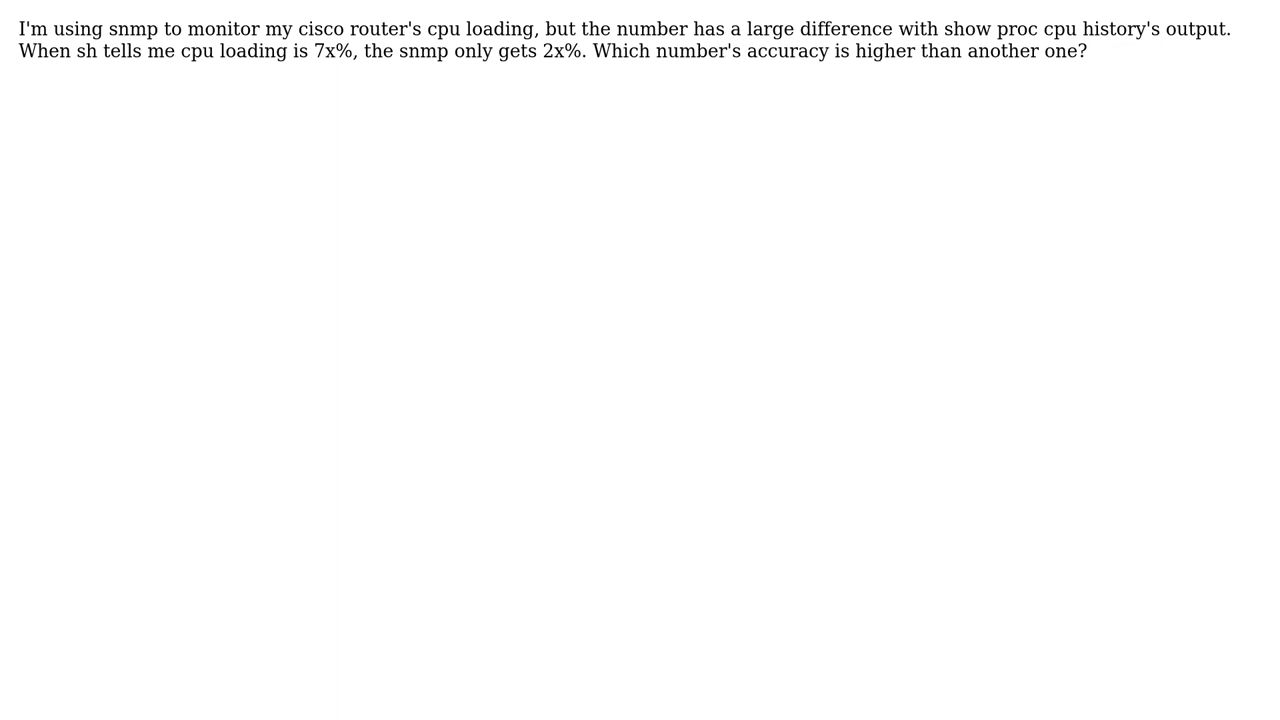 I'm using snmp to monitor my cisco router's cpu loading, but the number has a large difference with show proc cpu history's output.
When sh tells me cpu loading is 7x%, the snmp only gets 2x%. Which number's accuracy is higher than another one?